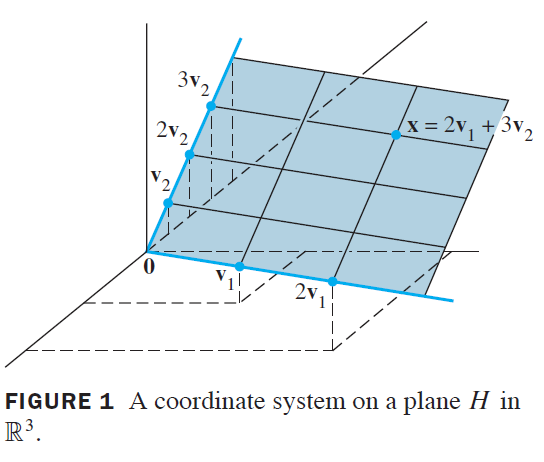 3v₂
2v₂
x = 2v₁ + 3v₂
v₂
0
v₁
2v₁
FIGURE 1 A coordinate system on a plane H in
ℝ³.